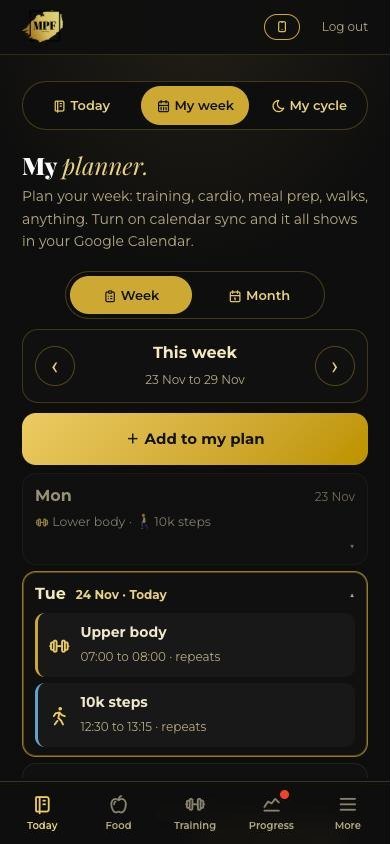 MPF
Log out
Today
My week
My cycle
My planner.
Plan your week: training, cardio, meal prep, walks,
anything. Turn on calendar sync and it all shows
in your Google Calendar.
Week
Month
This week
23 Nov to 29 Nov
+ Add to my plan
Mon
23 Nov
Lower body · 10k steps
Tue 24 Nov · Today
Upper body
07:00 to 08:00 · repeats
10k steps
12:30 to 13:15 · repeats
Today
Food
Training
Progress
More